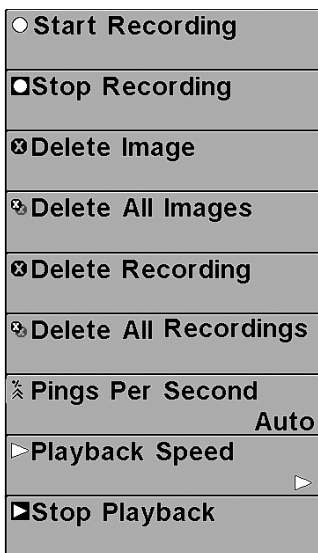 Start Recording
Stop Recording
Delete Image
Delete All Images
Delete Recording
Delete All Recordings
Pings Per Second
Auto
Playback Speed
Stop Playback